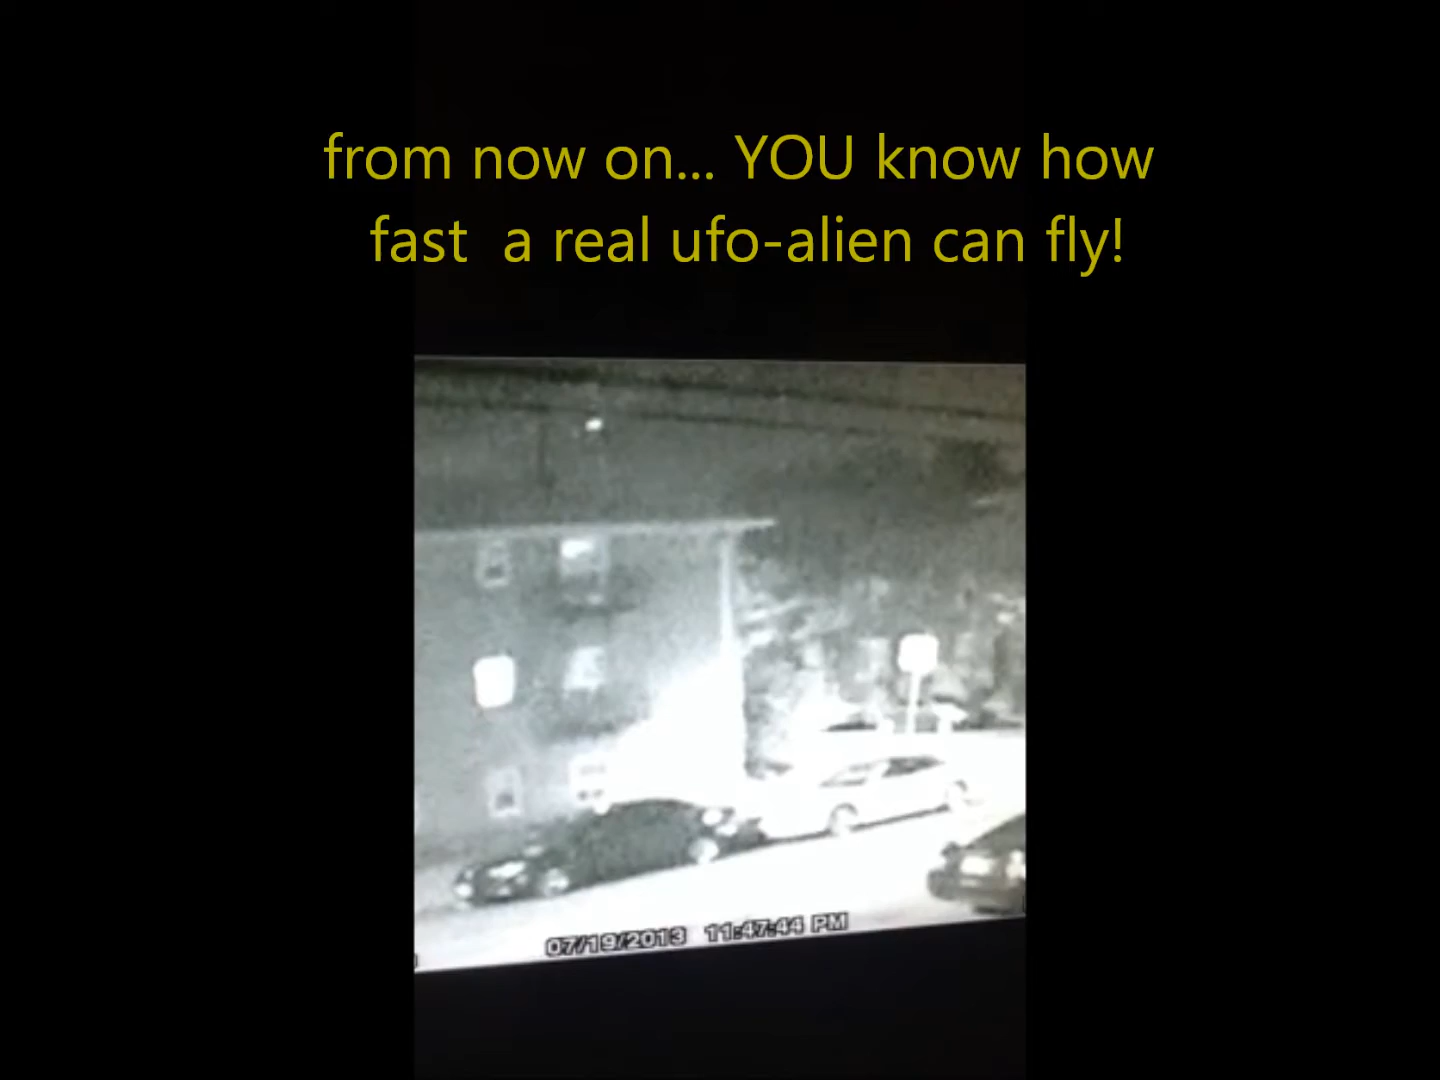 from now on... YOU know how
fast  a real ufo-alien can fly!
07/19/2013 11:47:44 PM